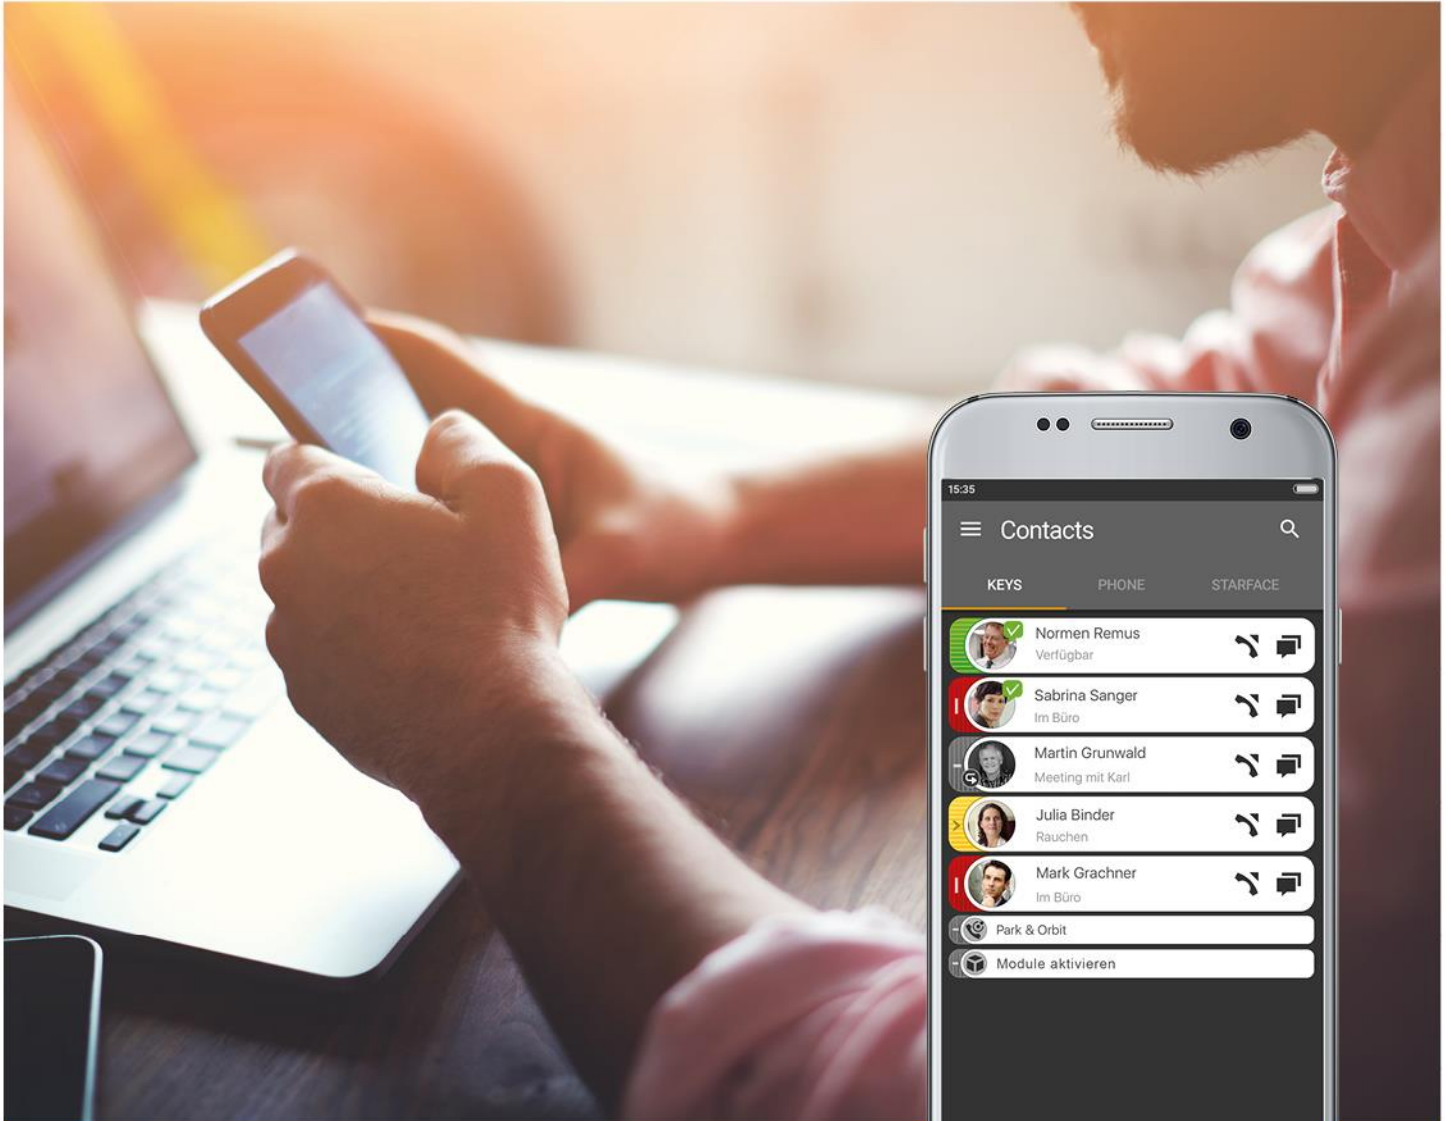 15:35
Contacts
KEYS PHONE STARFACE
Normen Remus
Verfügbar
Sabrina Sanger
Im Büro
Martin Grunwald
Meeting mit Karl
Julia Binder
Rauchen
Mark Grachner
Im Büro
Park & Orbit
Module aktivieren